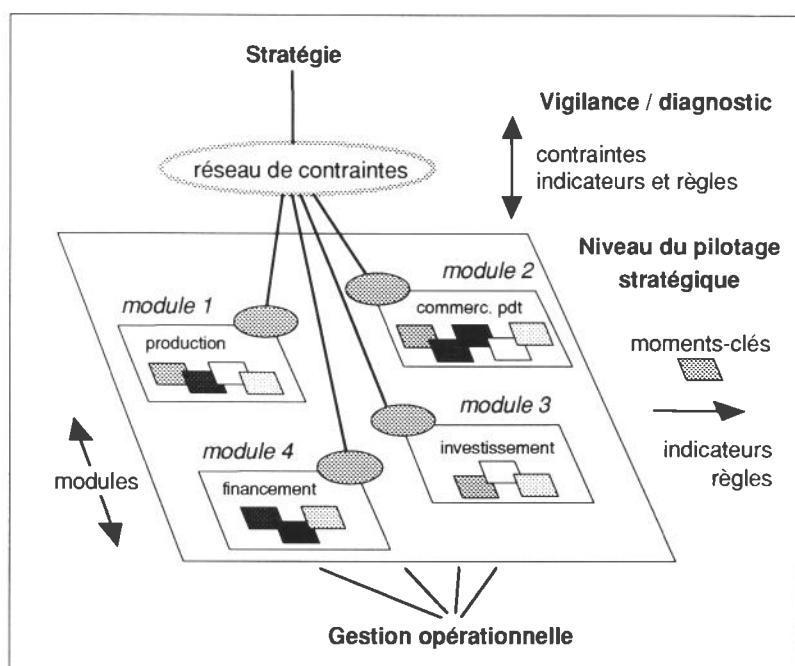 Stratégie
Vigilance / diagnostic
réseau de contraintes
contraintes
indicateurs et règles
Niveau du pilotage
stratégique
module 2
commerc. pdt
module 1
production
moments-clés
module 3
investissement
indicateurs
règles
module 4
financement
modules
Gestion opérationnelle